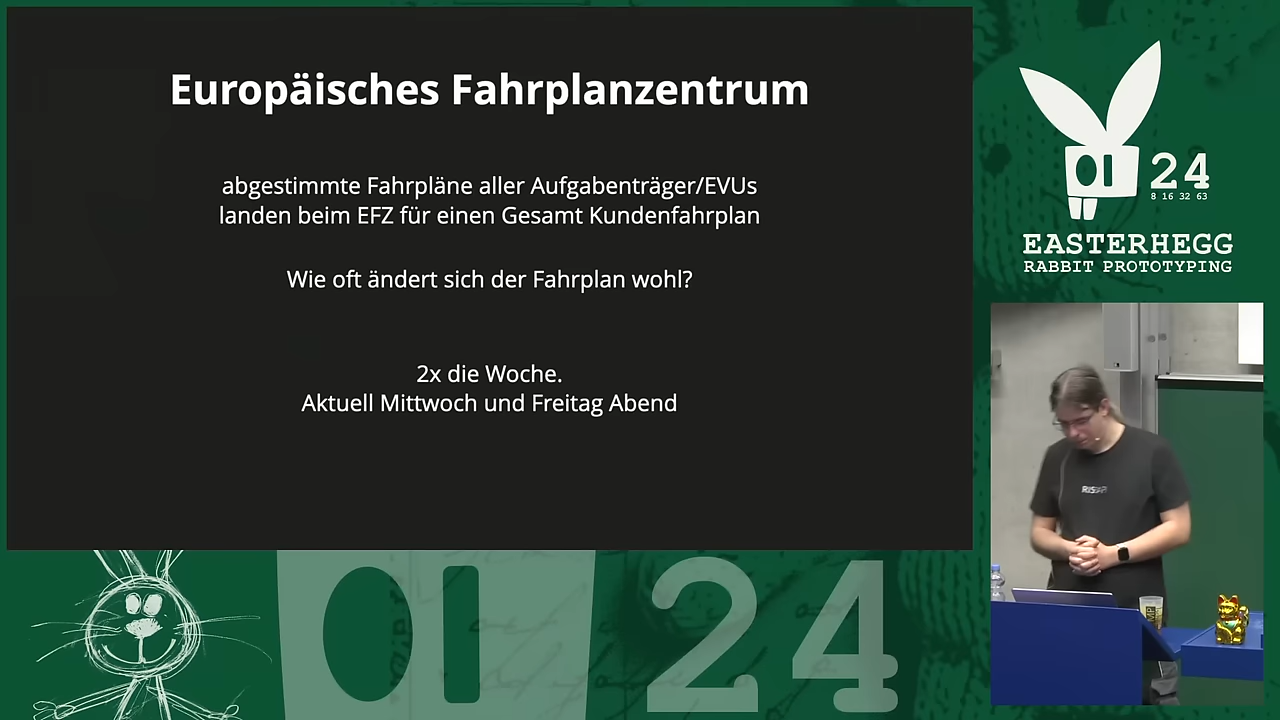 Europäisches Fahrplanzentrum
abgestimmte Fahrpläne aller Aufgabenträger/EVUs
landen beim EFZ für einen Gesamt Kundenfahrplan
Wie oft ändert sich der Fahrplan wohl?
2x die Woche.
Aktuell Mittwoch und Freitag Abend
24
8 16 32 63
EASTERHEGG
RABBIT PROTOTYPING
24